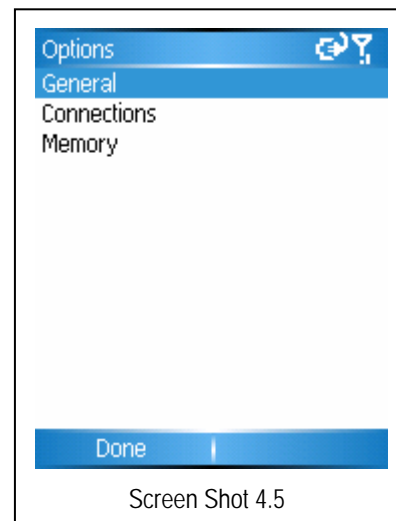 Options
General
Connections
Memory
Done
Screen Shot 4.5